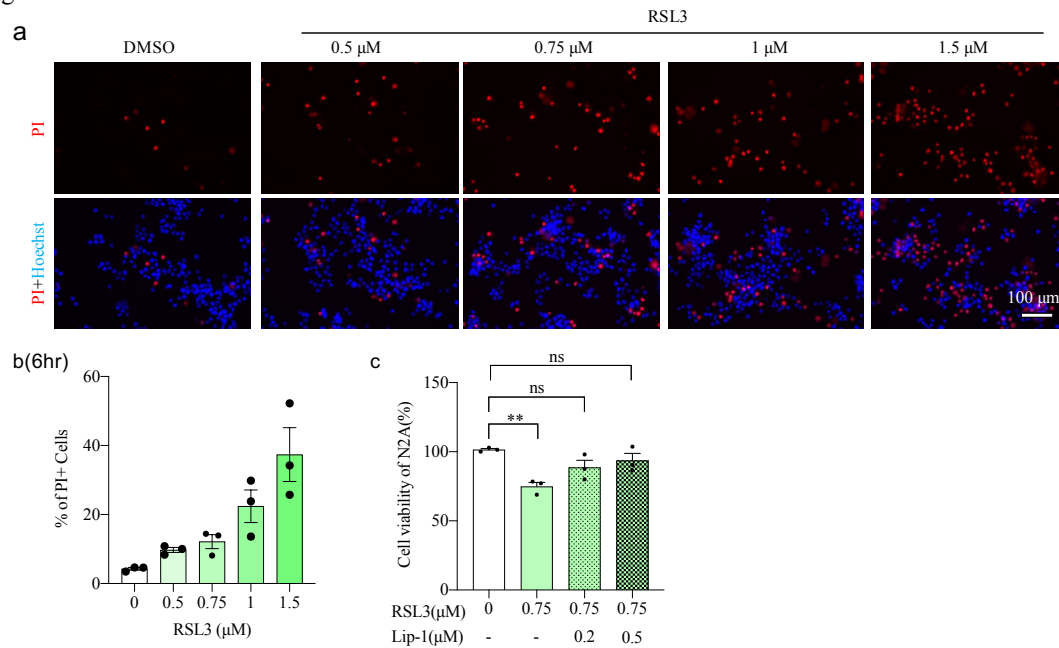 RSL3
a
DMSO 0.5 μM 0.75 μM 1 μM 1.5 μM
PI
PI+Hoechst
100 μm
b(6hr)
% of PI+ Cells
60
40
20
0
0 0.5 0.75 1 1.5
RSL3 (μM)
c
Cell viability of N2A(%)
150
100
50
0
ns
ns
**
RSL3(μM) 0 0.75 0.75 0.75
Lip-1(μM) - - 0.2 0.5